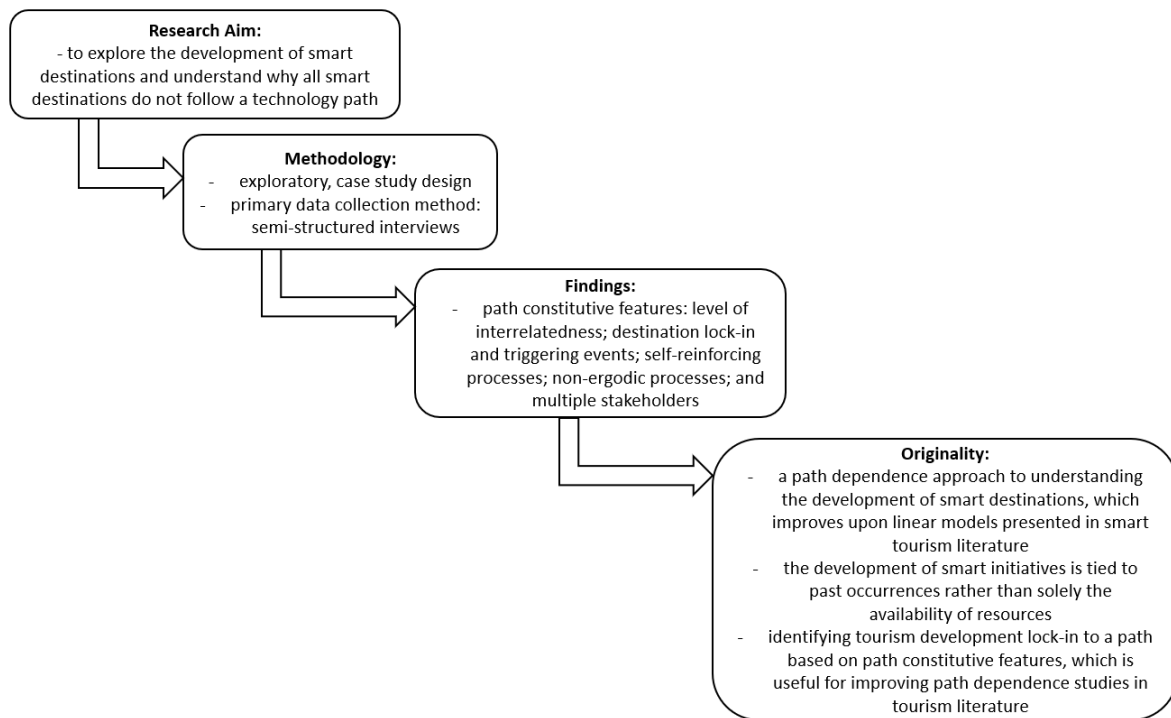 Research Aim:
- to explore the development of smart
destinations and understand why all smart
destinations do not follow a technology path
Methodology:
- exploratory, case study design
- primary data collection method:
semi-structured interviews
Findings:
- path constitutive features: level of
interrelatedness; destination lock-in
and triggering events; self-reinforcing
processes; non-ergodic processes; and
multiple stakeholders
Originality:
- a path dependence approach to understanding
the development of smart destinations, which
improves upon linear models presented in smart
tourism literature
- the development of smart initiatives is tied to
past occurrences rather than solely the
availability of resources
- identifying tourism development lock-in to a path
based on path constitutive features, which is
useful for improving path dependence studies in
tourism literature